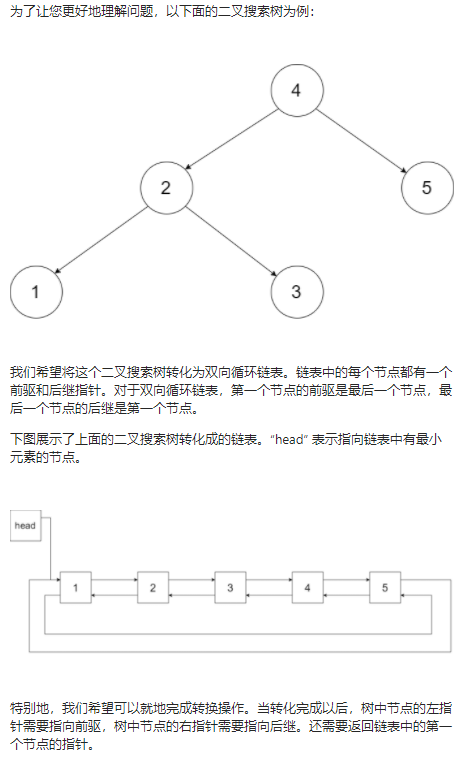 为了让您更好地理解问题，以下面的二叉搜索树为例：
4
2
5
1
3
我们希望将这个二叉搜索树转化为双向循环链表。链表中的每个节点都有一个
前驱和后继指针。对于双向循环链表，第一个节点的前驱是最后一个节点，最
后一个节点的后继是第一个节点。
下图展示了上面的二叉搜索树转化成的链表。“head” 表示指向链表中有最小
元素的节点。
head
1 2 3 4 5
特别地，我们希望可以就地完成转换操作。当转化完成以后，树中节点的左指
针需要指向前驱，树中节点的右指针需要指向后继。还需要返回链表中的第一
个节点的指针。